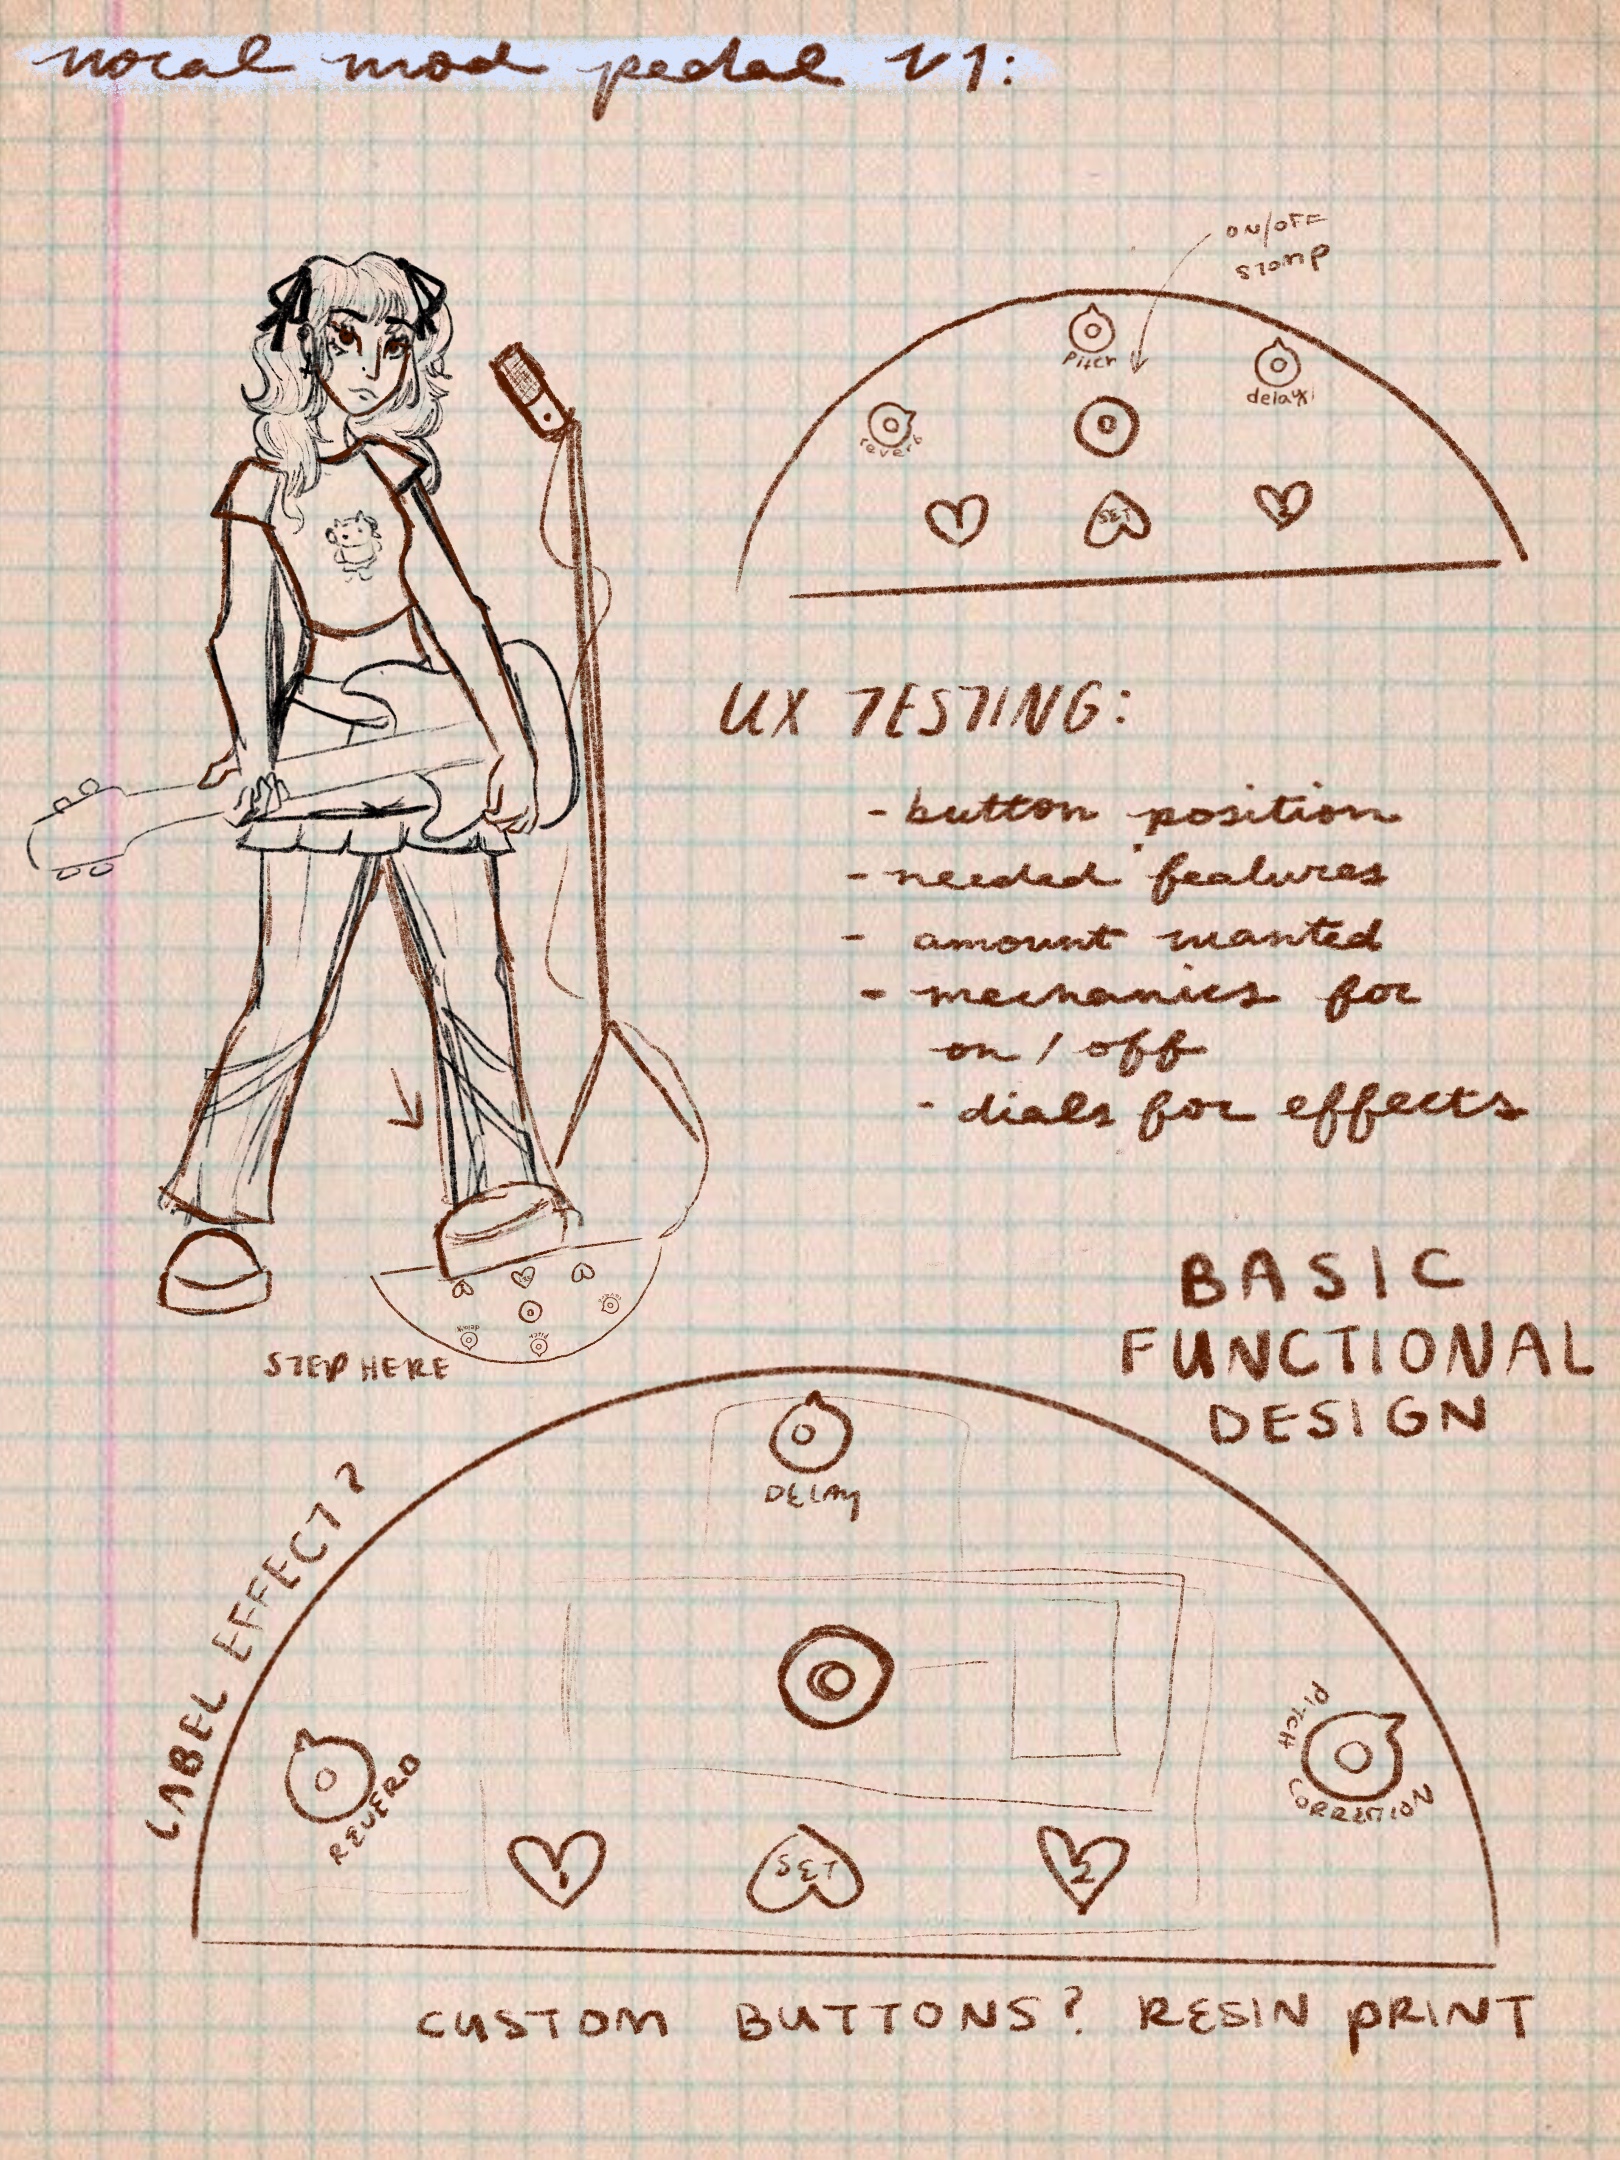 vocal mod pedal V1:
ON/OFF
STOMP
Pitch
delay
reverb
1
SET
2
UX TESTING:
- button position
- needed features
- amount wanted
- mechanics for
on / off
- dials for effects
STEP HERE
BASIC
FUNCTIONAL
DESIGN
LABEL EFFECT?
DELAY
REVERB
PITCH
CORRECTION
1
SET
2
CUSTOM BUTTONS? RESIN PRINT